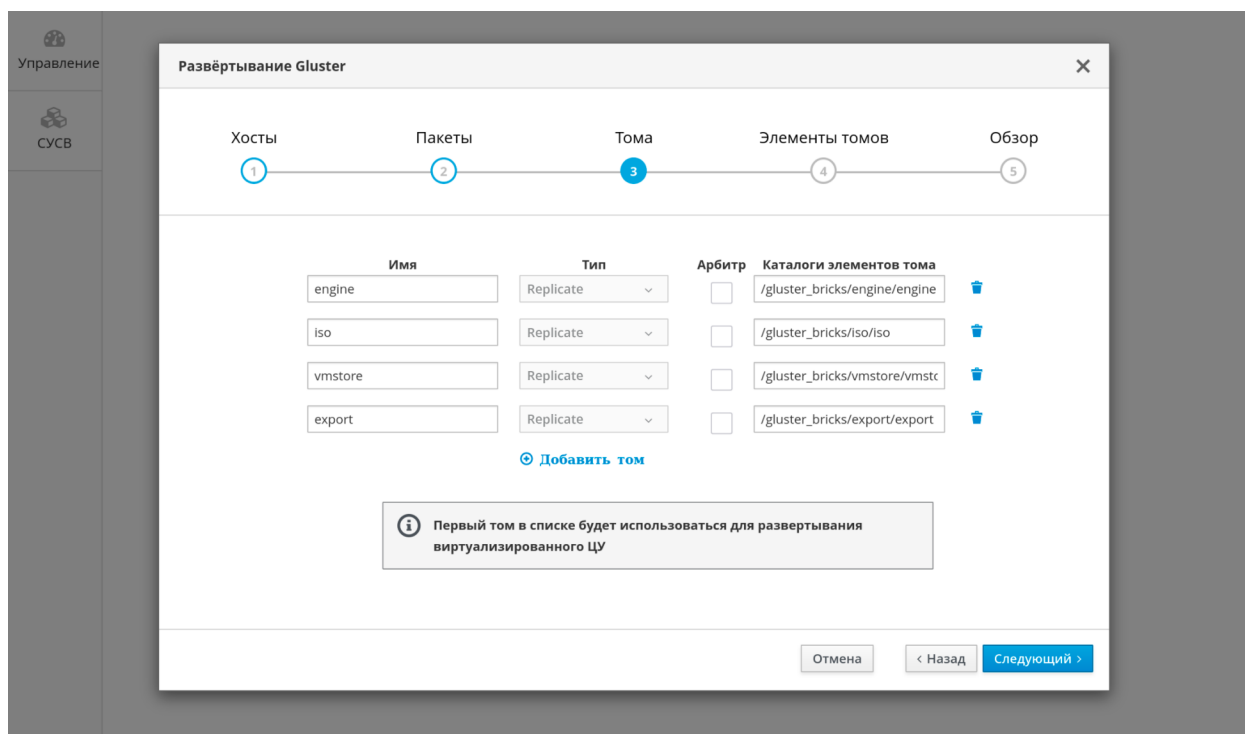 Управление
СУСВ
Развёртывание Gluster
Хосты Пакеты Тома Элементы томов Обзор
1 2 3 4 5
Имя Тип Арбитр Каталоги элементов тома
engine Replicate /gluster_bricks/engine/engine
iso Replicate /gluster_bricks/iso/iso
vmstore Replicate /gluster_bricks/vmstore/vmstc
export Replicate /gluster_bricks/export/export
Добавить том
Первый том в списке будет использоваться для развертывания
виртуализированного ЦУ
Отмена < Назад Следующий >